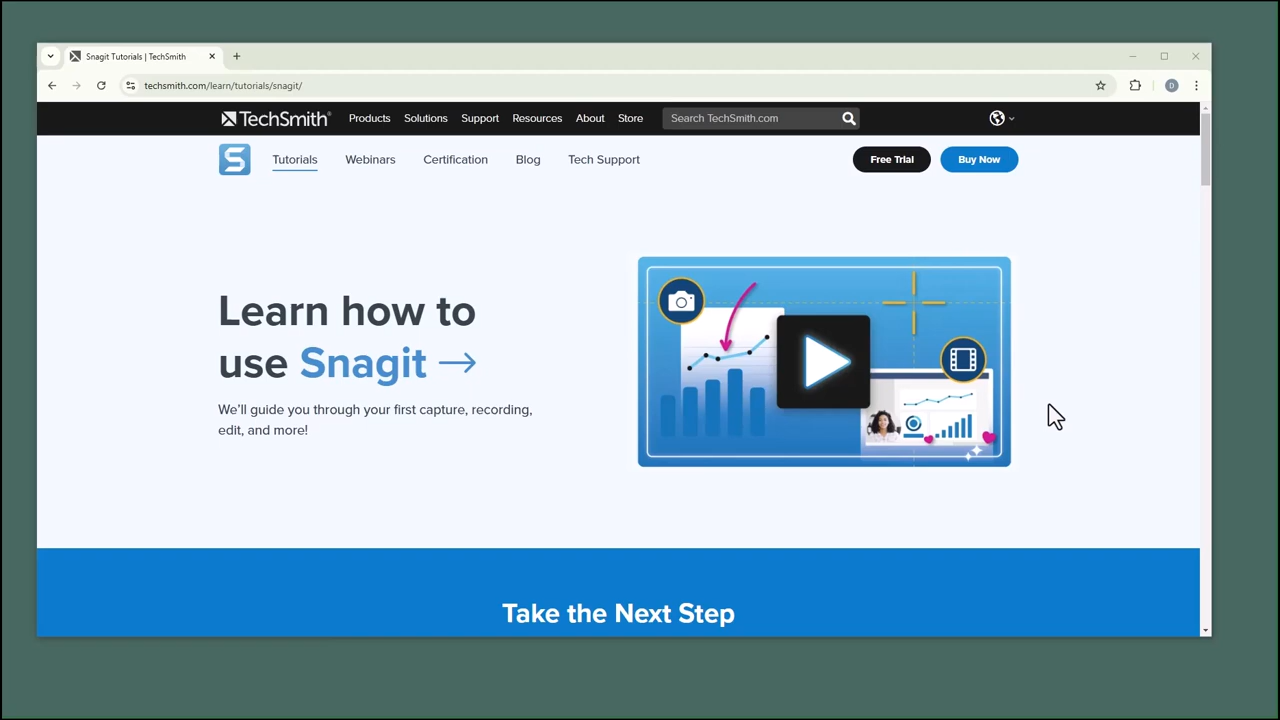 Snagit Tutorials | TechSmith
techsmith.com/learn/tutorials/snagit/
D
TechSmith®
Products Solutions Support Resources About Store Search TechSmith.com
S Tutorials Webinars Certification Blog Tech Support Free Trial Buy Now
Learn how to
use Snagit →
We'll guide you through your first capture, recording,
edit, and more!
Take the Next Step